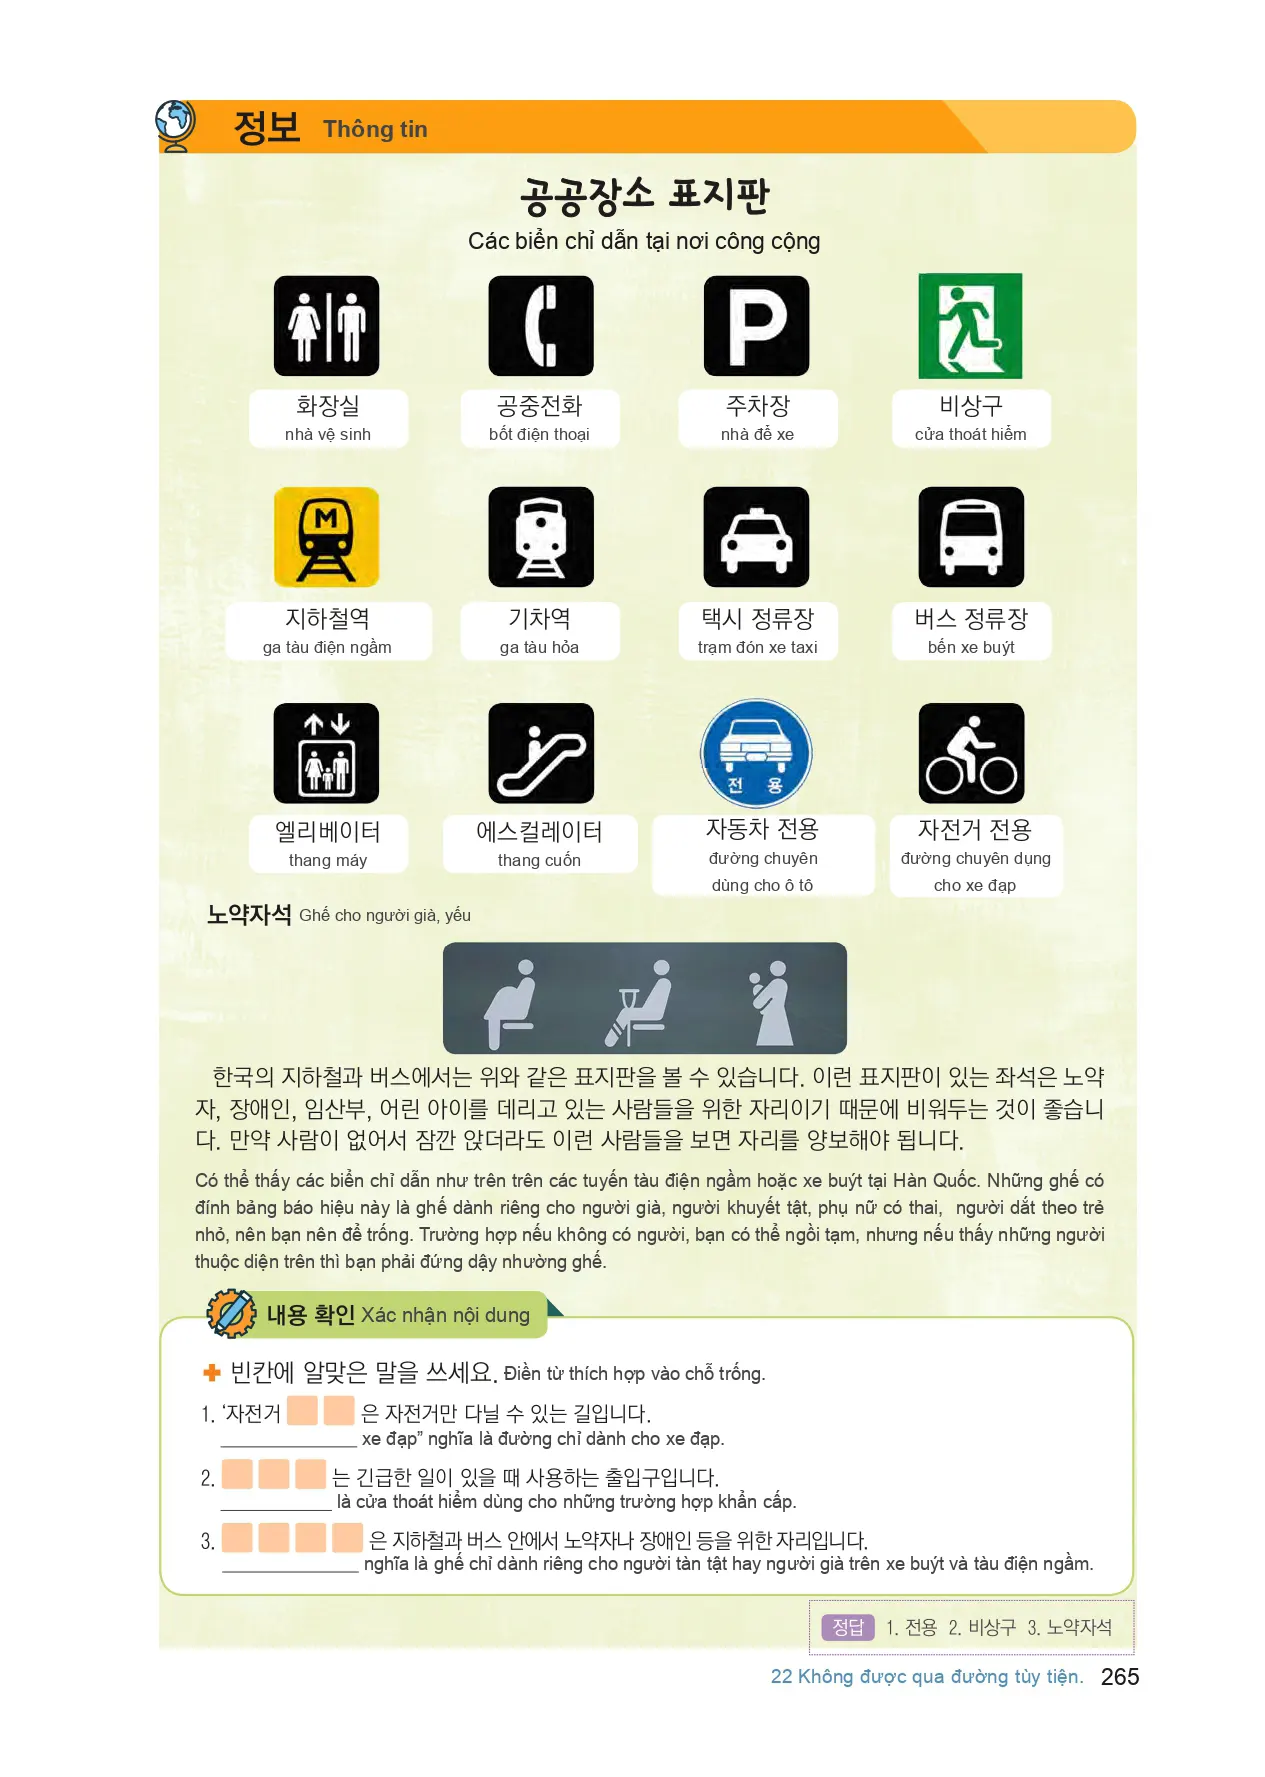 정보 Thông tin
공공장소 표지판
Các biển chỉ dẫn tại nơi công cộng
P
화장실
nhà vệ sinh
공중전화
bốt điện thoại
주차장
nhà để xe
비상구
cửa thoát hiểm
M
지하철역
ga tàu điện ngầm
기차역
ga tàu hỏa
택시 정류장
trạm đón xe taxi
버스 정류장
bến xe buýt
전 용
엘리베이터
thang máy
에스컬레이터
thang cuốn
자동차 전용
đường chuyên
dùng cho ô tô
자전거 전용
đường chuyên dụng
cho xe đạp
노약자석 Ghế cho người già, yếu
한국의 지하철과 버스에서는 위와 같은 표지판을 볼 수 있습니다. 이런 표지판이 있는 좌석은 노약
자, 장애인, 임산부, 어린 아이를 데리고 있는 사람들을 위한 자리이기 때문에 비워두는 것이 좋습니
다. 만약 사람이 없어서 잠깐 앉더라도 이런 사람들을 보면 자리를 양보해야 됩니다.
Có thể thấy các biển chỉ dẫn như trên trên các tuyến tàu điện ngầm hoặc xe buýt tại Hàn Quốc. Những ghế có
đính bảng báo hiệu này là ghế dành riêng cho người già, người khuyết tật, phụ nữ có thai, người dắt theo trẻ
nhỏ, nên bạn nên để trống. Trường hợp nếu không có người, bạn có thể ngồi tạm, nhưng nếu thấy những người
thuộc diện trên thì bạn phải đứng dậy nhường ghế.
내용 확인 Xác nhận nội dung
빈칸에 알맞은 말을 쓰세요. Điền từ thích hợp vào chỗ trống.
1. ‘자전거 은 자전거만 다닐 수 있는 길입니다.
______________ xe đạp” nghĩa là đường chỉ dành cho xe đạp.
2. 는 긴급한 일이 있을 때 사용하는 출입구입니다.
___________ là cửa thoát hiểm dùng cho những trường hợp khẩn cấp.
3. 은 지하철과 버스 안에서 노약자나 장애인 등을 위한 자리입니다.
______________ nghĩa là ghế chỉ dành riêng cho người tàn tật hay người già trên xe buýt và tàu điện ngầm.
정답 1. 전용 2. 비상구 3. 노약자석
22 Không được qua đường tùy tiện. 265